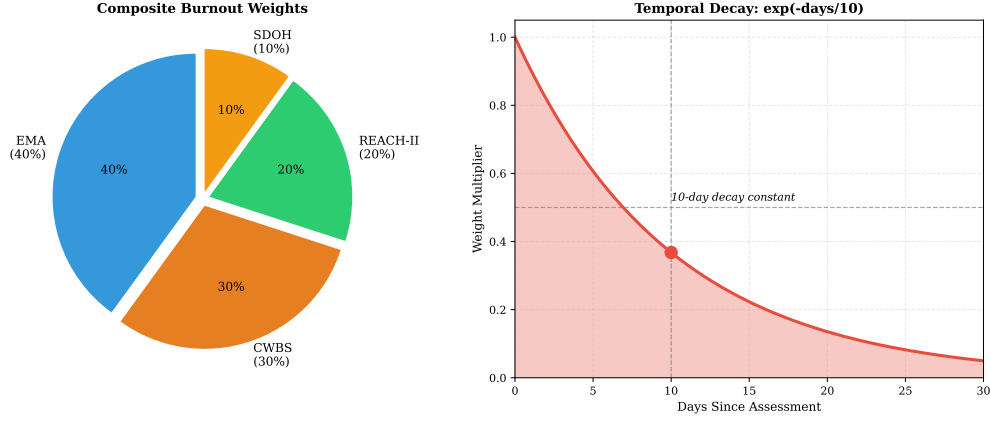 Composite Burnout Weights
SDOH
(10%)
10%
EMA
(40%)
40%
REACH-II
(20%)
20%
30%
CWBS
(30%)
Temporal Decay: exp(-days/10)
Weight Multiplier
1.0
0.8
0.6
0.4
0.2
0.0
10-day decay constant
0
5
10
15
20
25
30
Days Since Assessment